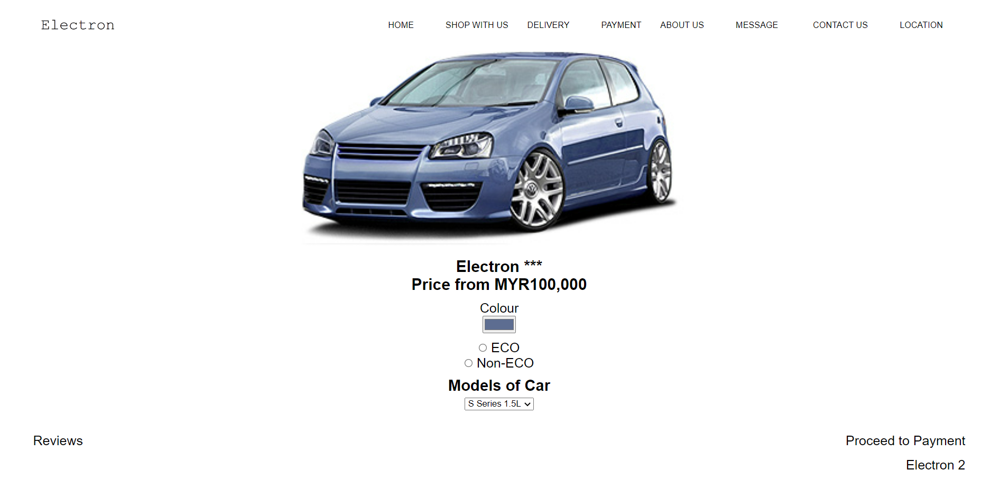 Electron HOME SHOP WITH US DELIVERY PAYMENT ABOUT US MESSAGE CONTACT US LOCATION
Electron ***
Price from MYR100,000
Colour
ECO
Non-ECO
Models of Car
S Series 1.5L
Reviews Proceed to Payment
Electron 2